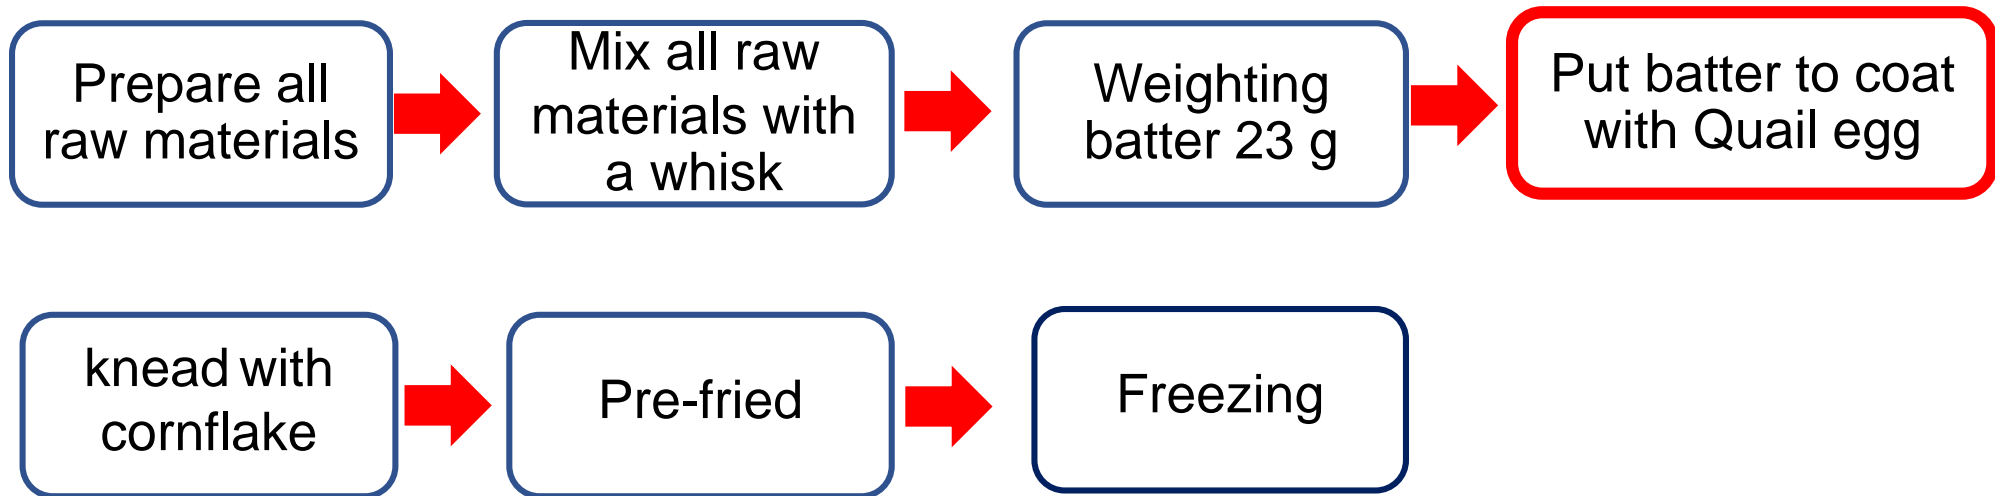 Prepare all
raw materials
Mix all raw
materials with
a whisk
Weighting
batter 23 g
Put batter to coat
with Quail egg
knead with
cornflake
Pre-fried
Freezing